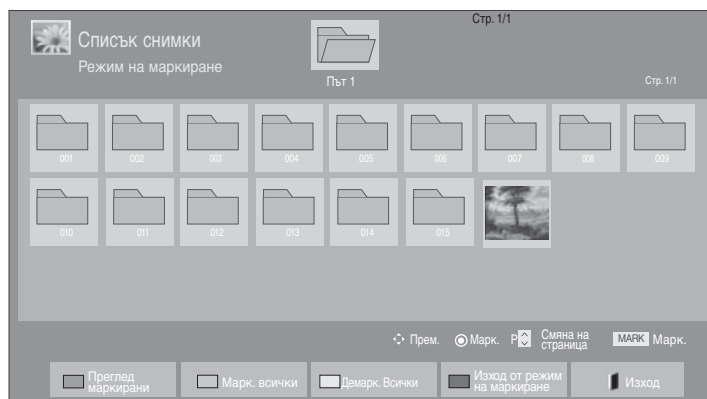 Стр. 1/1
Списък снимки
Режим на маркиране
Път 1
Стр. 1/1
001 002 003 004 005 006 007 008 009
010 011 012 013 014 015
Прем. Марк. P Смяна на страница MARK Марк.
Преглед маркирани
Марк. всички
Демарк. Всички
Изход от режим на маркиране
Изход